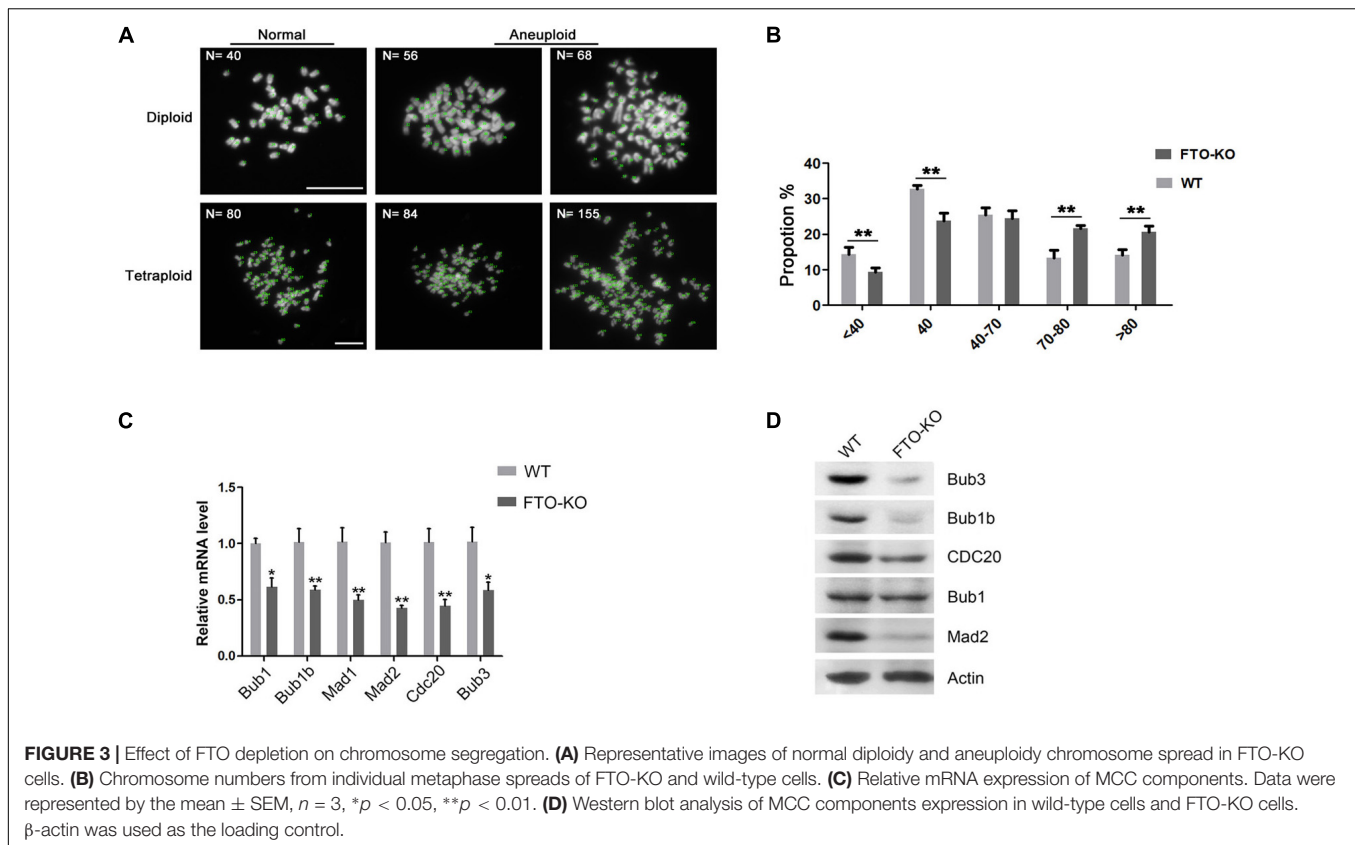 A
Normal
Aneuploid
N= 40
N= 56
N= 68
Diploid
N= 80
N= 84
N= 155
Tetraploid
B
FTO-KO
WT
Propotion %
40
30
20
10
0
**
**
**
**
<40
40
40-70
70-80
>80
C
WT
FTO-KO
Relative mRNA level
1.5
1.0
0.5
0.0
*
**
**
**
**
*
Bub1
Bub1b
Mad1
Mad2
Cdc20
Bub3
D
WT
FTO-KO
Bub3
Bub1b
CDC20
Bub1
Mad2
Actin
FIGURE 3 | Effect of FTO depletion on chromosome segregation. (A) Representative images of normal diploidy and aneuploidy chromosome spread in FTO-KO
cells. (B) Chromosome numbers from individual metaphase spreads of FTO-KO and wild-type cells. (C) Relative mRNA expression of MCC components. Data were
represented by the mean ± SEM, n = 3, *p < 0.05, **p < 0.01. (D) Western blot analysis of MCC components expression in wild-type cells and FTO-KO cells.
β-actin was used as the loading control.